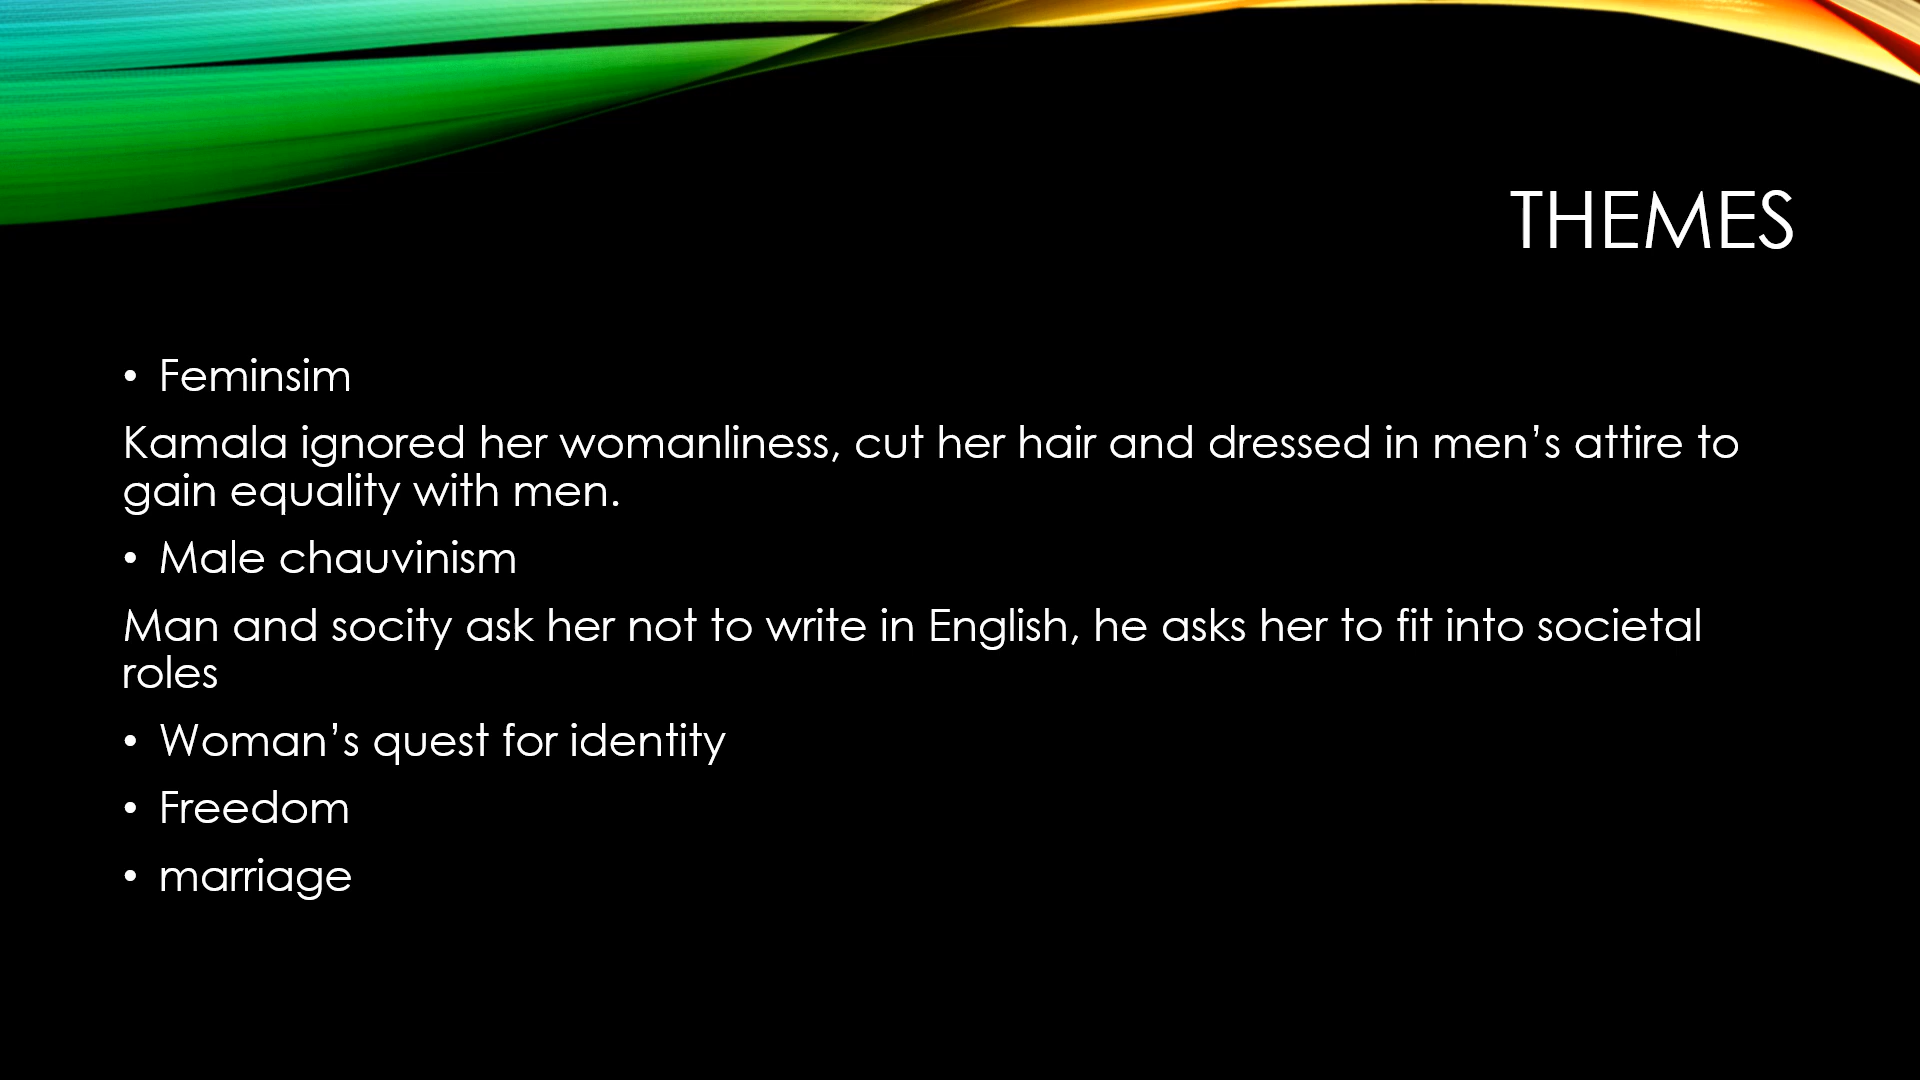 THEMES
• Feminsim
Kamala ignored her womanliness, cut her hair and dressed in men’s attire to
gain equality with men.
• Male chauvinism
Man and socity ask her not to write in English, he asks her to fit into societal
roles
• Woman’s quest for identity
• Freedom
• marriage